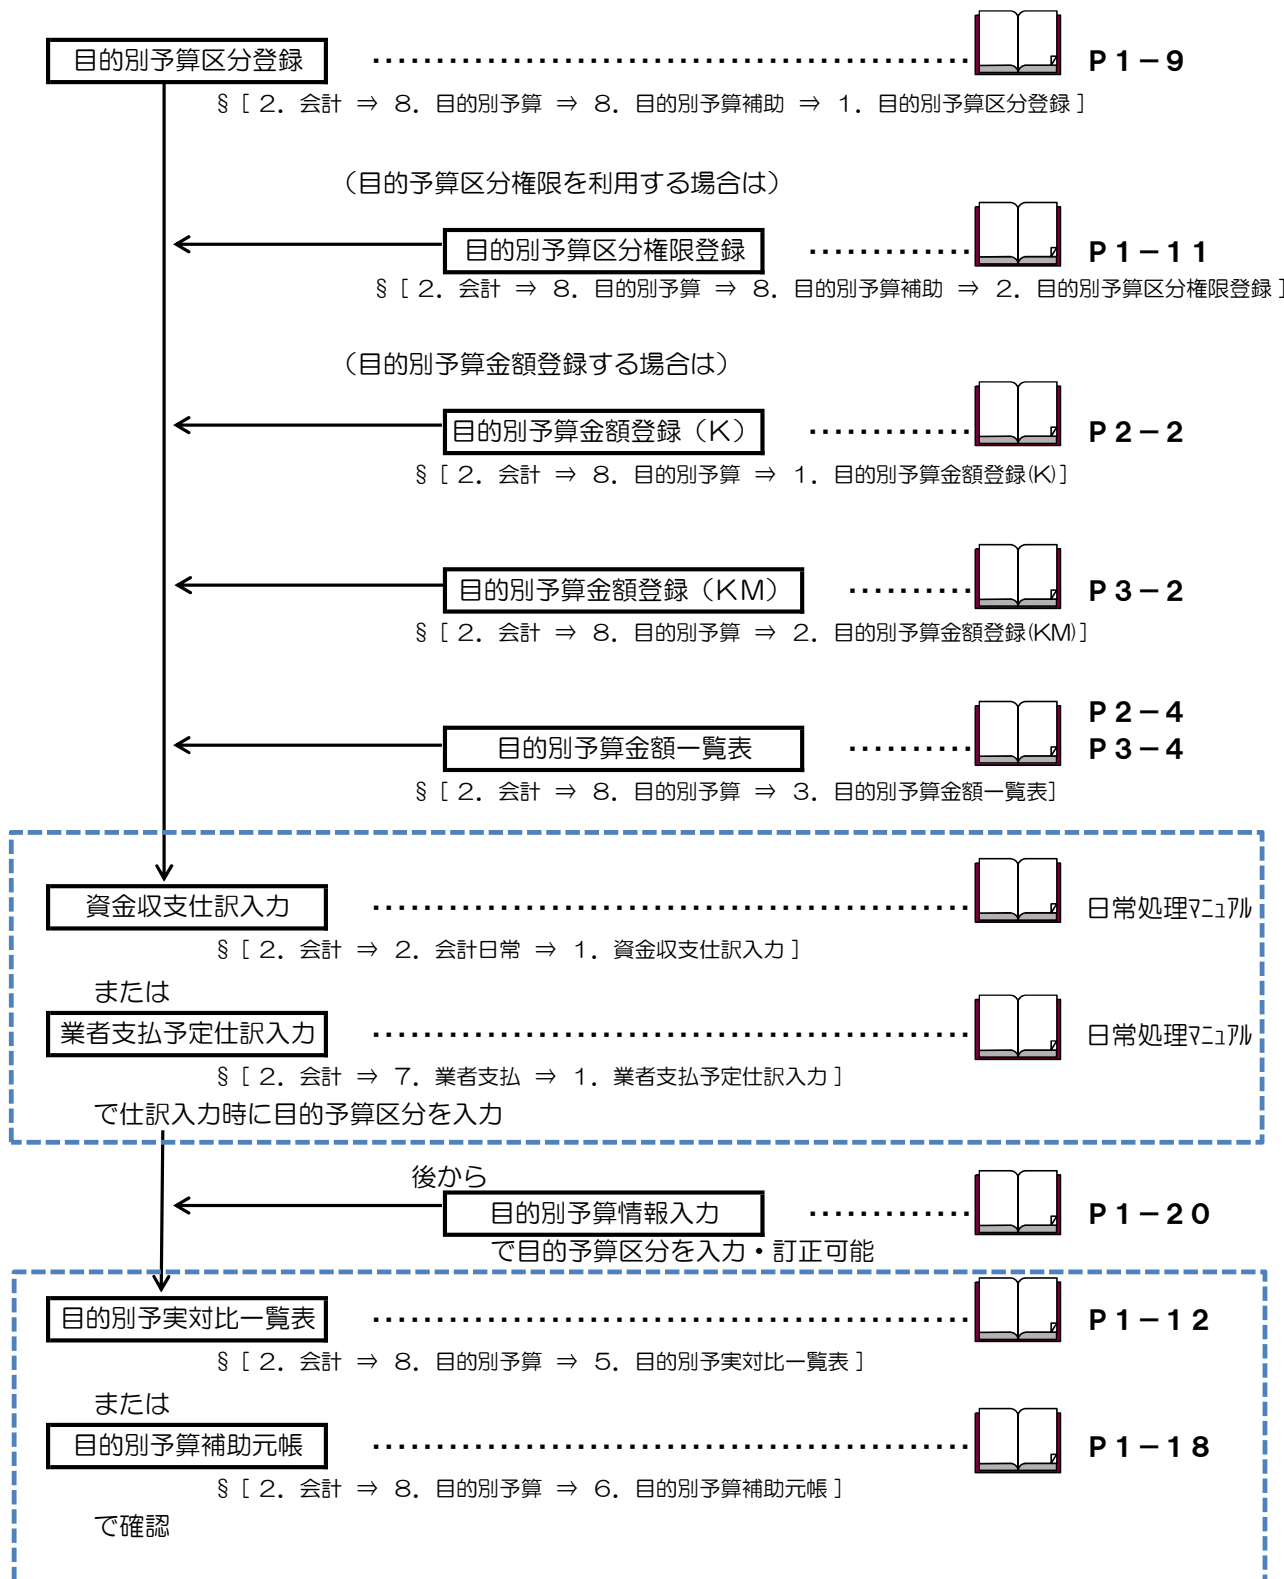 目的別予算区分登録 ・・・・・・・・・・・・・・・・・・・・・・・・・・・・・・・・・・・・・・・・・・・・・・・ Ｐ１－９
§［２．会計 ⇒ ８．目的別予算 ⇒ ８．目的別予算補助 ⇒ １．目的別予算区分登録］
（目的予算区分権限を利用する場合は）
目的別予算区分権限登録 ・・・・・・・・・・・・・ Ｐ１－１１
§［２．会計 ⇒ ８．目的別予算 ⇒ ８．目的別予算補助 ⇒ ２．目的別予算区分権限登録］
（目的別予算金額登録する場合は）
目的別予算金額登録（Ｋ） ・・・・・・・・・・・・・ Ｐ２－２
§［２．会計 ⇒ ８．目的別予算 ⇒ １．目的別予算金額登録(K)］
目的別予算金額登録（ＫＭ） ・・・・・・・・・・ Ｐ３－２
§［２．会計 ⇒ ８．目的別予算 ⇒ ２．目的別予算金額登録(KM)］
Ｐ２－４
目的別予算金額一覧表 ・・・・・・・・・・ Ｐ３－４
§［２．会計 ⇒ ８．目的別予算 ⇒ ３．目的別予算金額一覧表］
資金収支仕訳入力 ・・・・・・・・・・・・・・・・・・・・・・・・・・・・・・・・・・・・・・・・・・・・・・・ 日常処理ﾏﾆｭｱﾙ
§［２．会計 ⇒ ２．会計日常 ⇒ １．資金収支仕訳入力］
または
業者支払予定仕訳入力 ・・・・・・・・・・・・・・・・・・・・・・・・・・・・・・・・・・・・・・・・・・・・・・・ 日常処理ﾏﾆｭｱﾙ
§［２．会計 ⇒ ７．業者支払 ⇒ １．業者支払予定仕訳入力］
で仕訳入力時に目的予算区分を入力
後から
目的別予算情報入力 ・・・・・・・・・・・・・ Ｐ１－２０
で目的予算区分を入力・訂正可能
目的別予実対比一覧表 ・・・・・・・・・・・・・・・・・・・・・・・・・・・・・・・・・・・・・・・・・・・・・・・ Ｐ１－１２
§［２．会計 ⇒ ８．目的別予算 ⇒ ５．目的別予実対比一覧表］
または
目的別予算補助元帳 ・・・・・・・・・・・・・・・・・・・・・・・・・・・・・・・・・・・・・・・・・・・・・・・ Ｐ１－１８
§［２．会計 ⇒ ８．目的別予算 ⇒ ６．目的別予算補助元帳］
で確認